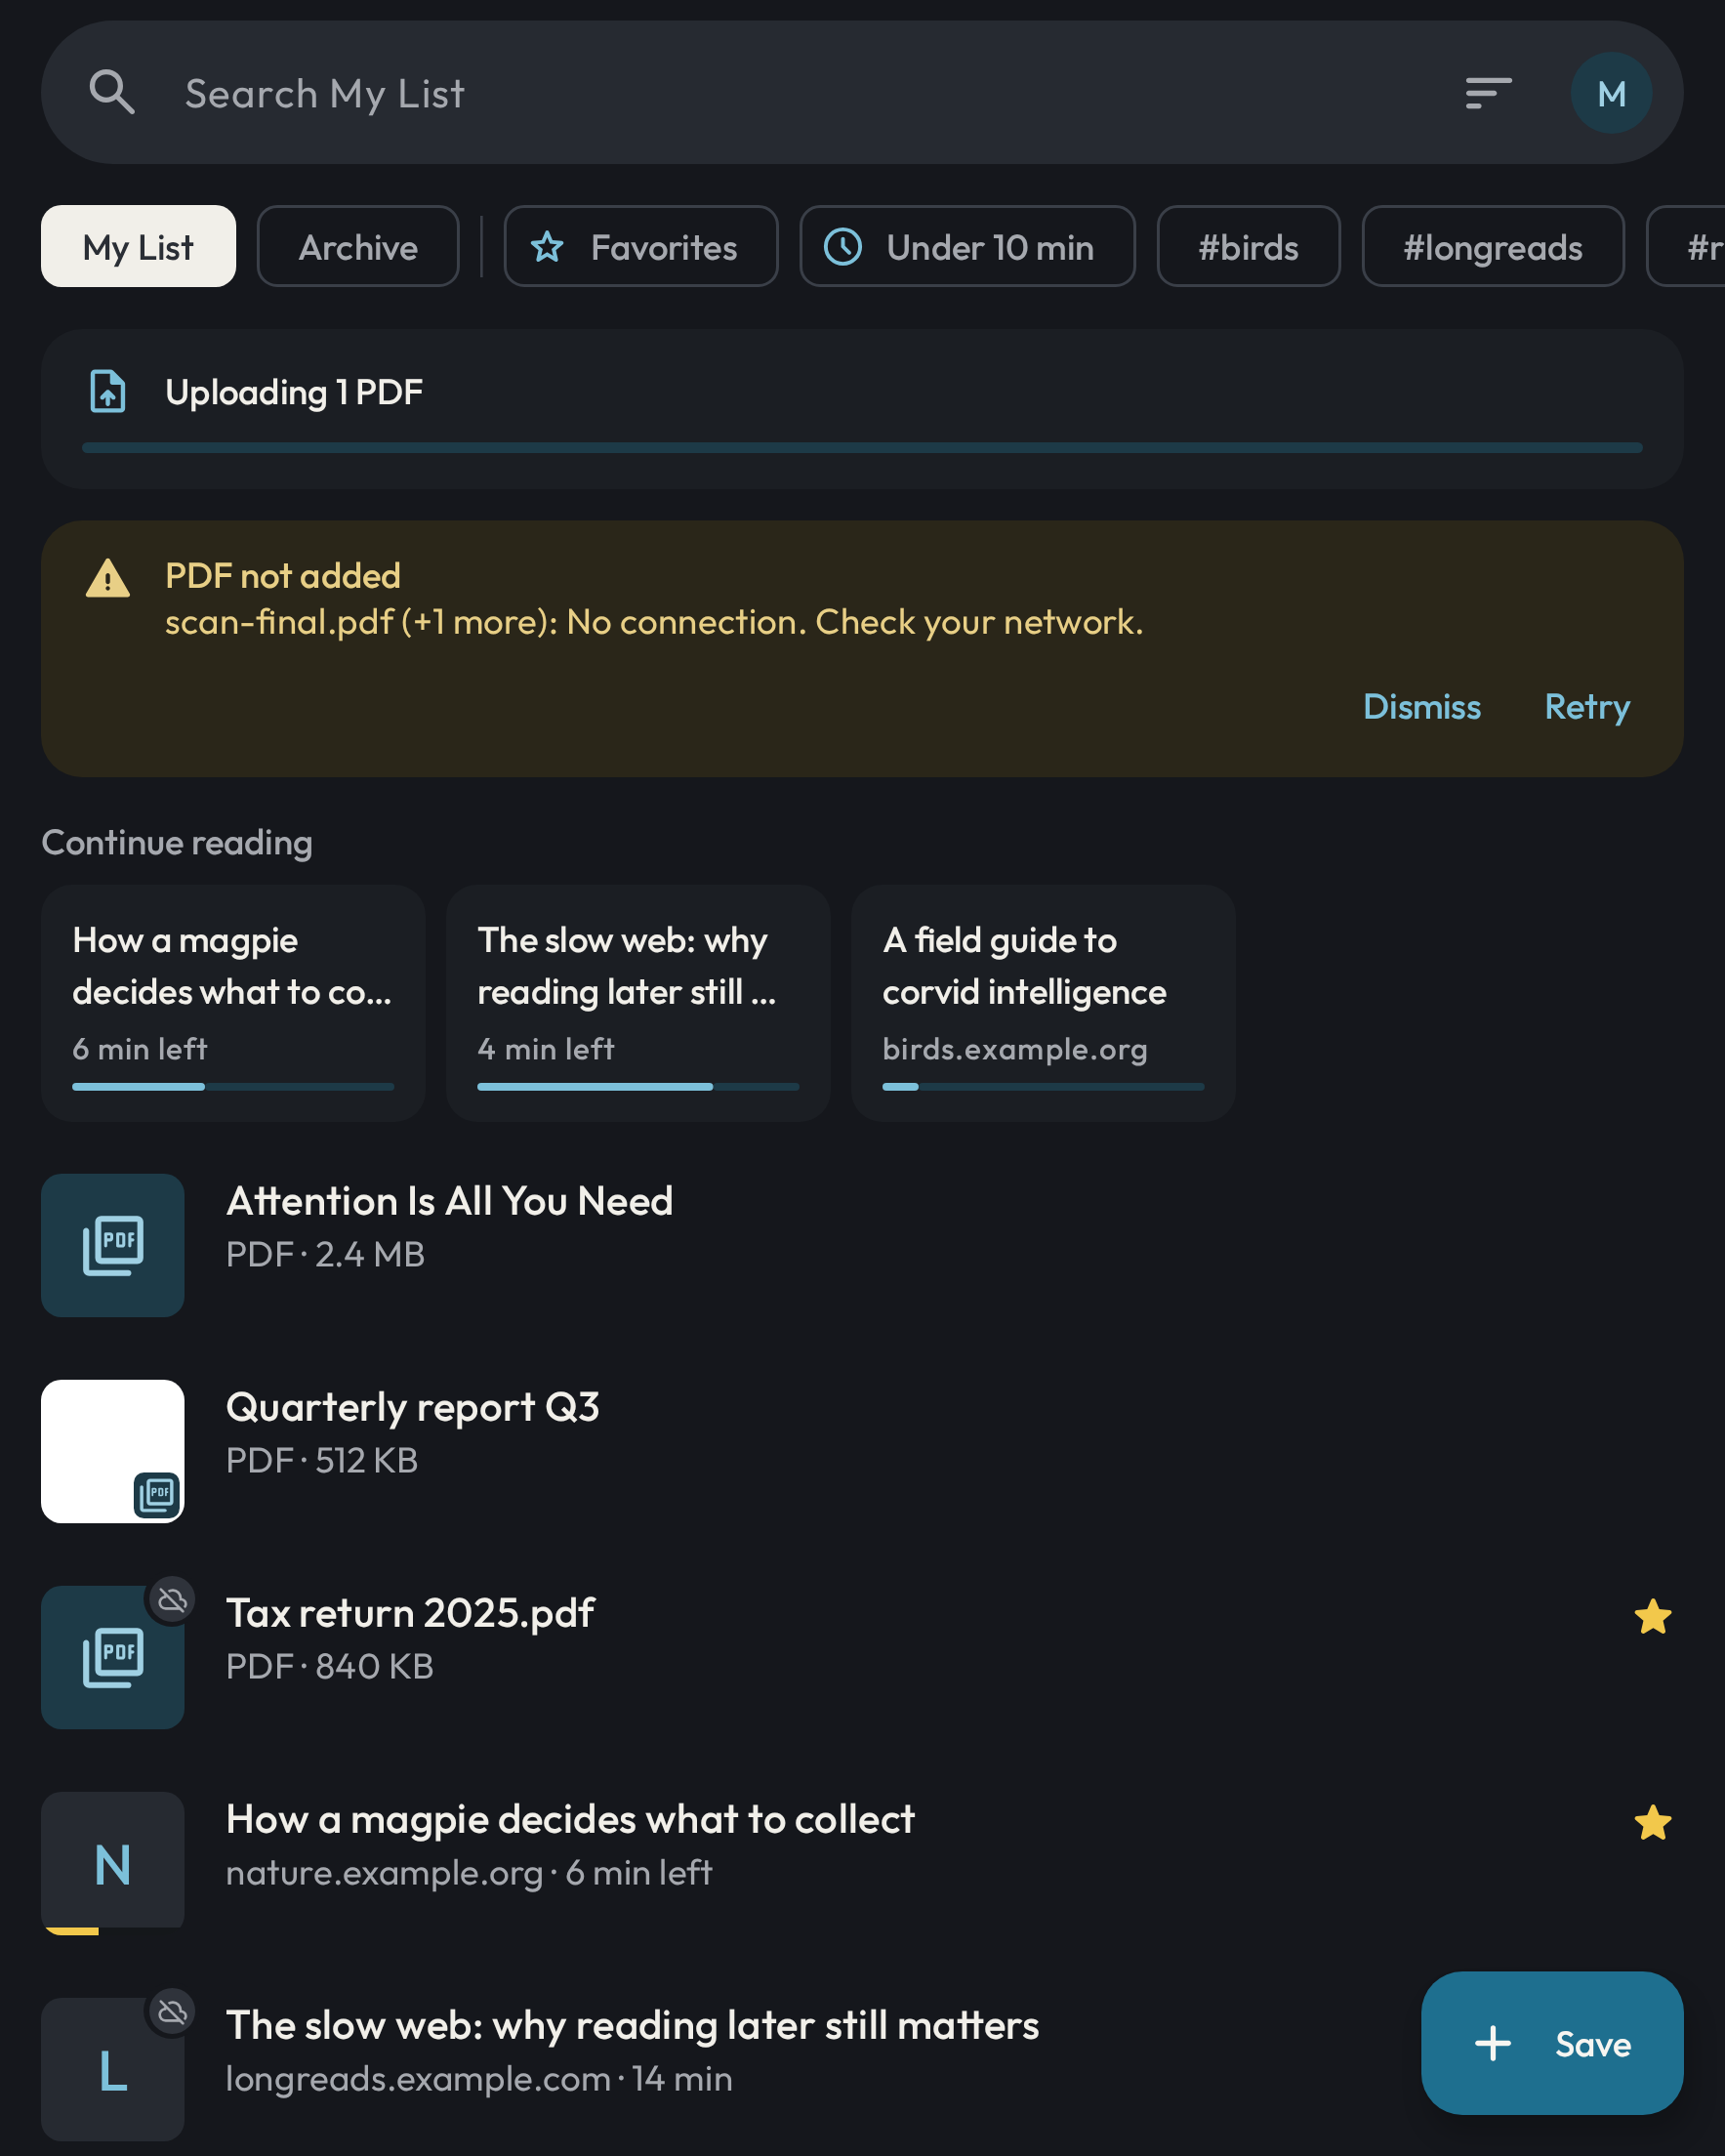 Search My List
M
My List
Archive
Favorites
Under 10 min
#birds
#longreads
#r
Uploading 1 PDF
PDF not added
scan-final.pdf (+1 more): No connection. Check your network.
Dismiss
Retry
Continue reading
How a magpie
decides what to co...
6 min left
The slow web: why
reading later still ...
4 min left
A field guide to
corvid intelligence
birds.example.org
PDF
Attention Is All You Need
PDF · 2.4 MB
Quarterly report Q3
PDF · 512 KB
PDF
PDF
Tax return 2025.pdf
PDF · 840 KB
N
How a magpie decides what to collect
nature.example.org · 6 min left
L
The slow web: why reading later still matters
longreads.example.com · 14 min
Save